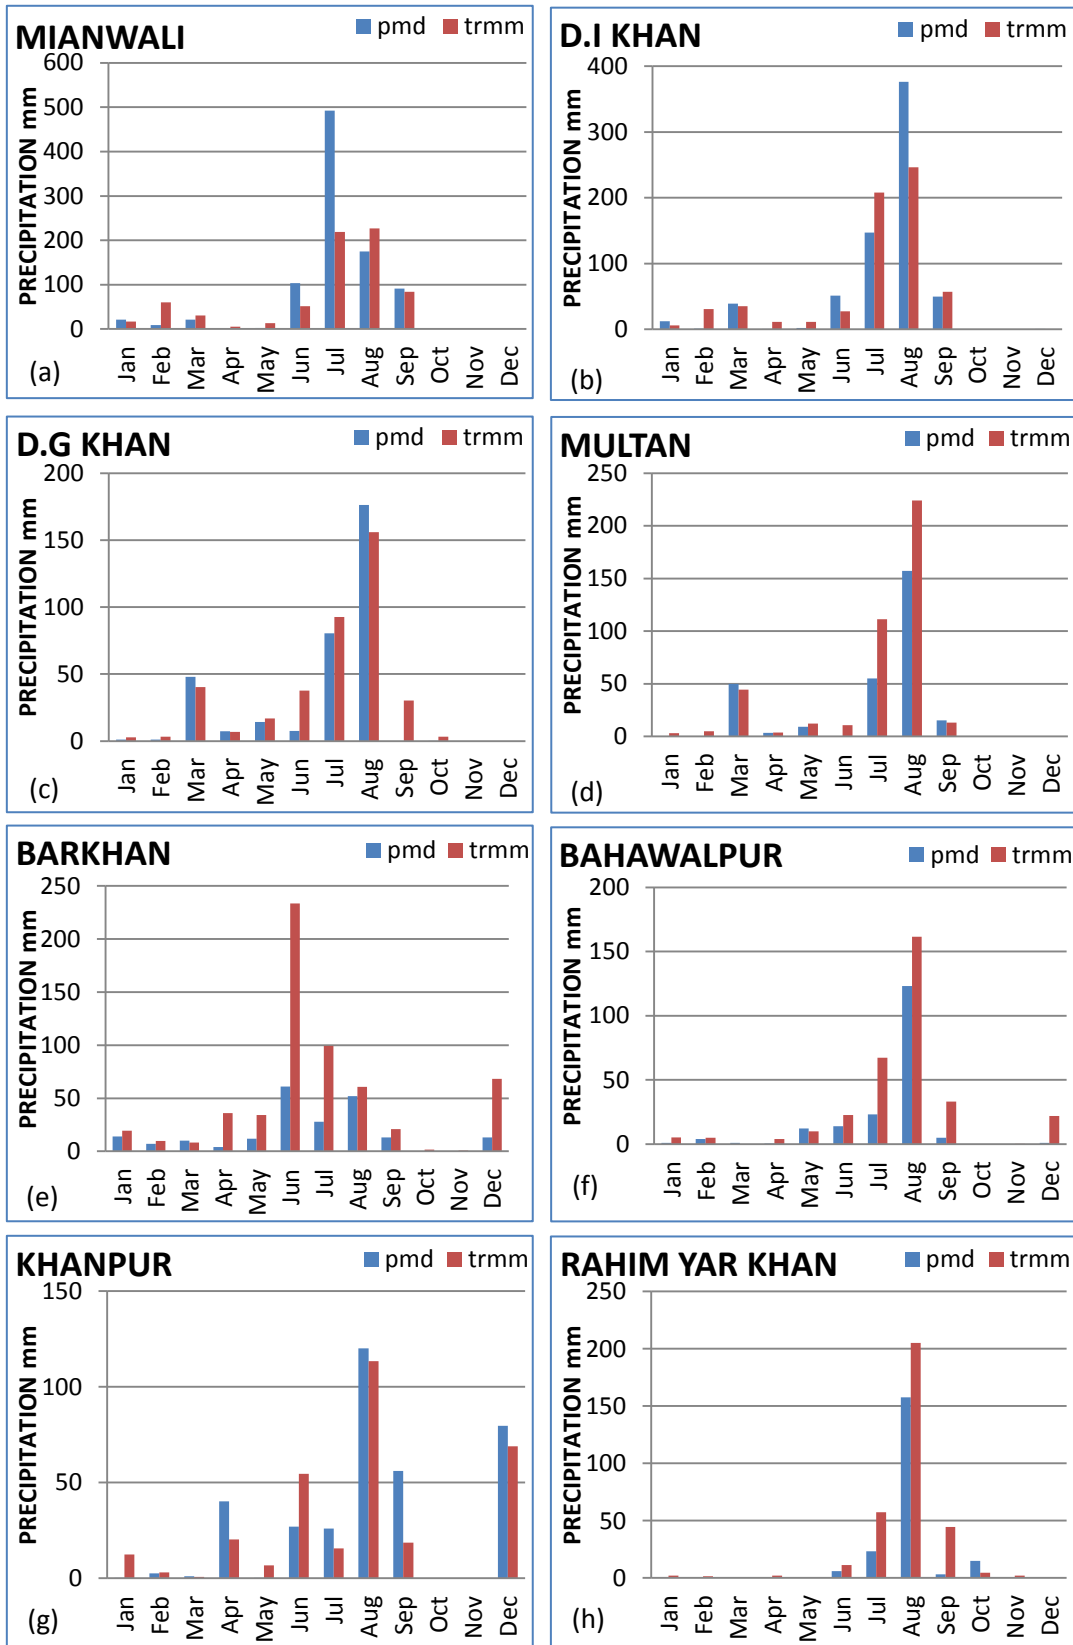 MIANWALI
pmd trmm
PRECIPITATION mm
600
500
400
300
200
100
0
Jan Feb Mar Apr May Jun Jul Aug Sep Oct Nov Dec
(a)
D.I KHAN
pmd trmm
PRECIPITATION mm
400
300
200
100
0
Jan Feb Mar Apr May Jun Jul Aug Sep Oct Nov Dec
(b)
D.G KHAN
pmd trmm
PRECIPITATION mm
200
150
100
50
0
Jan Feb Mar Apr May Jun Jul Aug Sep Oct Nov Dec
(c)
MULTAN
pmd trmm
PRECIPITATION mm
250
200
150
100
50
0
Jan Feb Mar Apr May Jun Jul Aug Sep Oct Nov Dec
(d)
BARKHAN
pmd trmm
PRECIPITATION mm
250
200
150
100
50
0
Jan Feb Mar Apr May Jun Jul Aug Sep Oct Nov Dec
(e)
BAHAWALPUR
pmd trmm
PRECIPITATION mm
200
150
100
50
0
Jan Feb Mar Apr May Jun Jul Aug Sep Oct Nov Dec
(f)
KHANPUR
pmd trmm
PRECIPITATION mm
150
100
50
0
Jan Feb Mar Apr May Jun Jul Aug Sep Oct Nov Dec
(g)
RAHIM YAR KHAN
pmd trmm
PRECIPITATION mm
250
200
150
100
50
0
Jan Feb Mar Apr May Jun Jul Aug Sep Oct Nov Dec
(h)